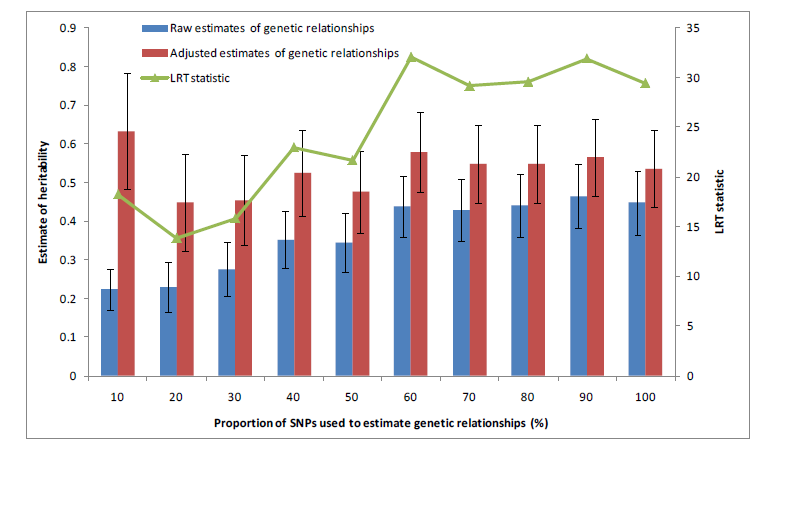 Raw estimates of genetic relationships
Adjusted estimates of genetic relationships
LRT statistic
0.9
0.8
0.7
0.6
0.5
0.4
0.3
0.2
0.1
0
Estimate of heritability
35
30
25
20
15
10
5
0
LRT statistic
10 20 30 40 50 60 70 80 90 100
Proportion of SNPs used to estimate genetic relationships (%)